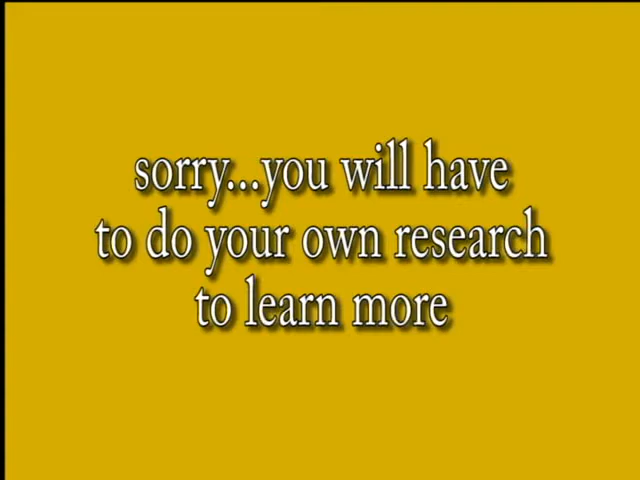 sorry...you will have
to do your own research
to learn more